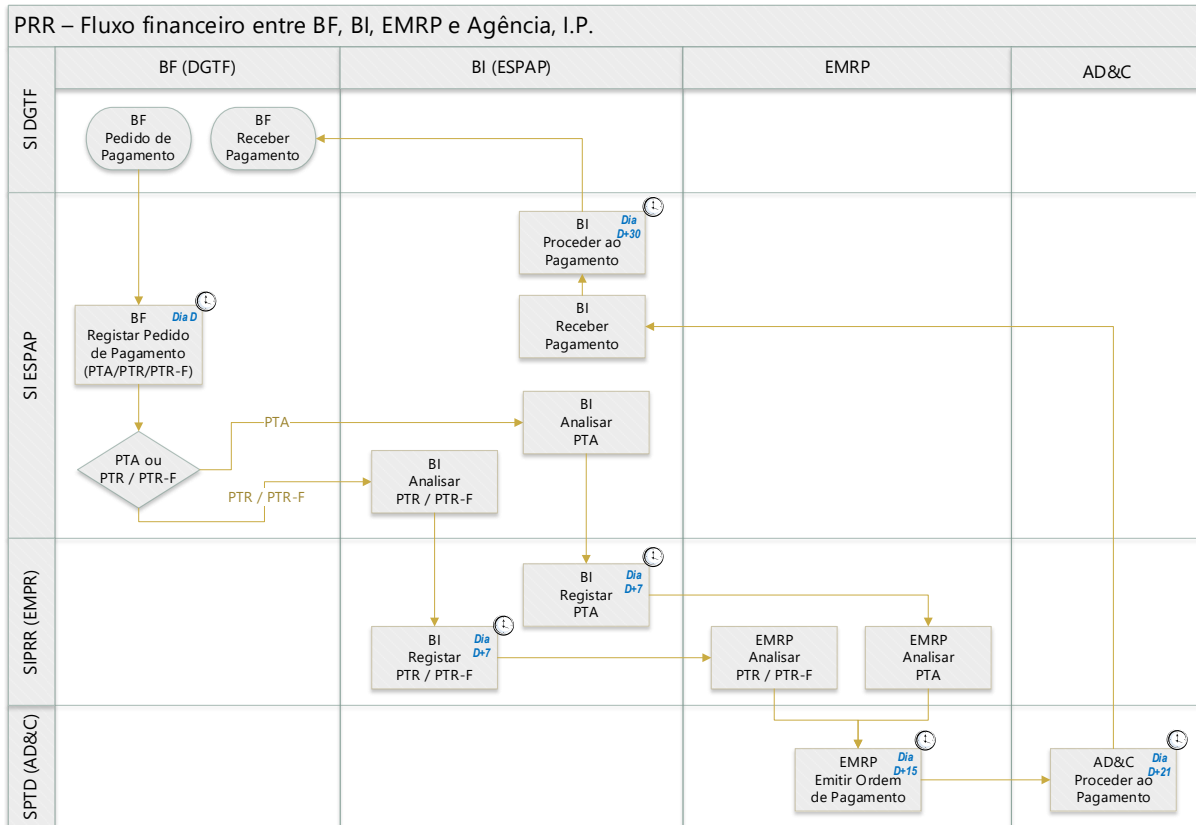 PRR – Fluxo financeiro entre BF, BI, EMRP e Agência, I.P.
BF (DGTF)
BI (ESPAP)
EMRP
AD&C
SI DGTF
BF
Pedido de
Pagamento
BF
Receber
Pagamento
SI ESPAP
BI
Dia
D+30
Proceder ao
Pagamento
BI
Receber
Pagamento
BF
Dia D
Registar Pedido
de Pagamento
(PTA/PTR/PTR-F)
PTA
BI
Analisar
PTA
PTA ou
PTR / PTR-F
PTR / PTR-F
BI
Analisar
PTR / PTR-F
SIPRR (EMPR)
BI
Dia
D+7
Registar
PTA
BI
Dia
D+7
Registar
PTR / PTR-F
EMRP
Analisar
PTR / PTR-F
EMRP
Analisar
PTA
SPTD (AD&C)
EMRP
Dia
D+15
Emitir Ordem
de Pagamento
AD&C
Dia
D+21
Proceder ao
Pagamento